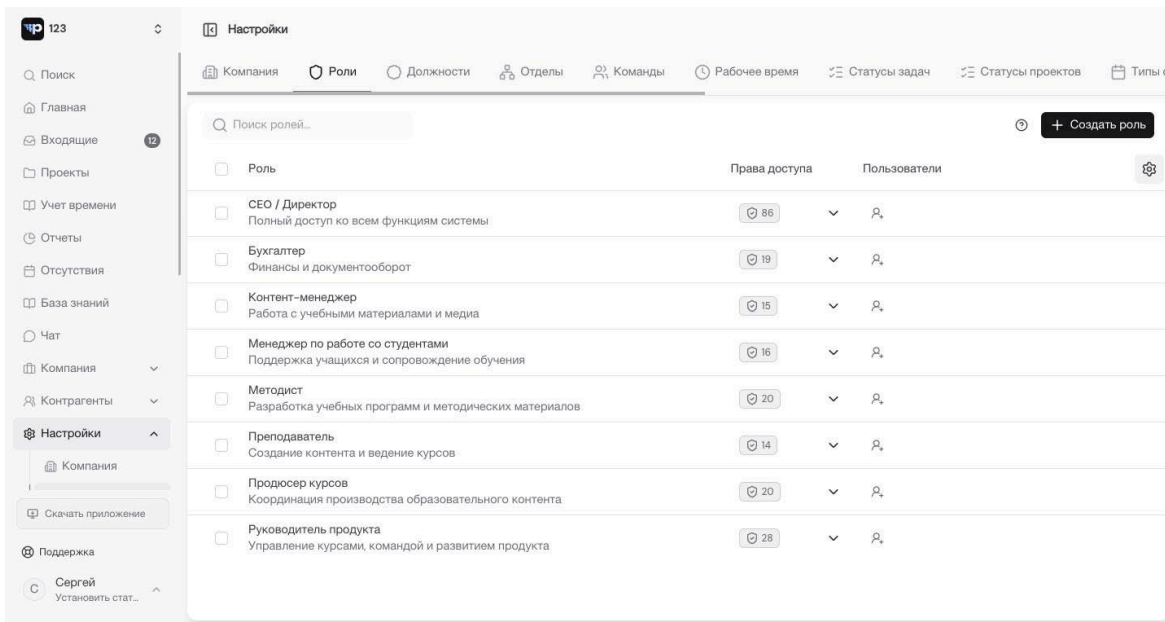 123
Поиск
Главная
Входящие 12
Проекты
Учет времени
Отчеты
Отсутствия
База знаний
Чат
Компания
Контрагенты
Настройки
Компания
Скачать приложение
Поддержка
С Сергей
Установить стат...
Настройки
Компания Роли Должности Отделы Команды Рабочее время Статусы задач Статусы проектов Типы
Поиск ролей...
+ Создать роль
Роль Права доступа Пользователи
CEO / Директор
Полный доступ ко всем функциям системы
86
Бухгалтер
Финансы и документооборот
19
Контент-менеджер
Работа с учебными материалами и медиа
15
Менеджер по работе со студентами
Поддержка учащихся и сопровождение обучения
16
Методист
Разработка учебных программ и методических материалов
20
Преподаватель
Создание контента и ведение курсов
14
Продюсер курсов
Координация производства образовательного контента
20
Руководитель продукта
Управление курсами, командой и развитием продукта
28